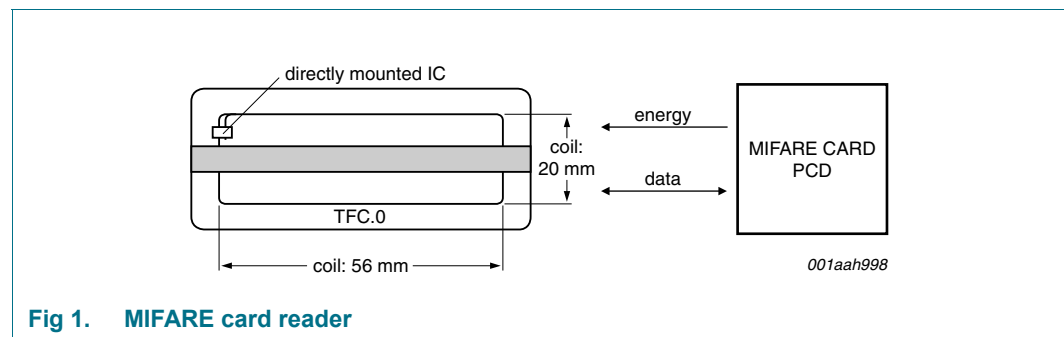 directly mounted IC
coil:
20 mm
TFC.0
coil: 56 mm
energy
data
MIFARE CARD
PCD
001aah998
Fig 1. MIFARE card reader